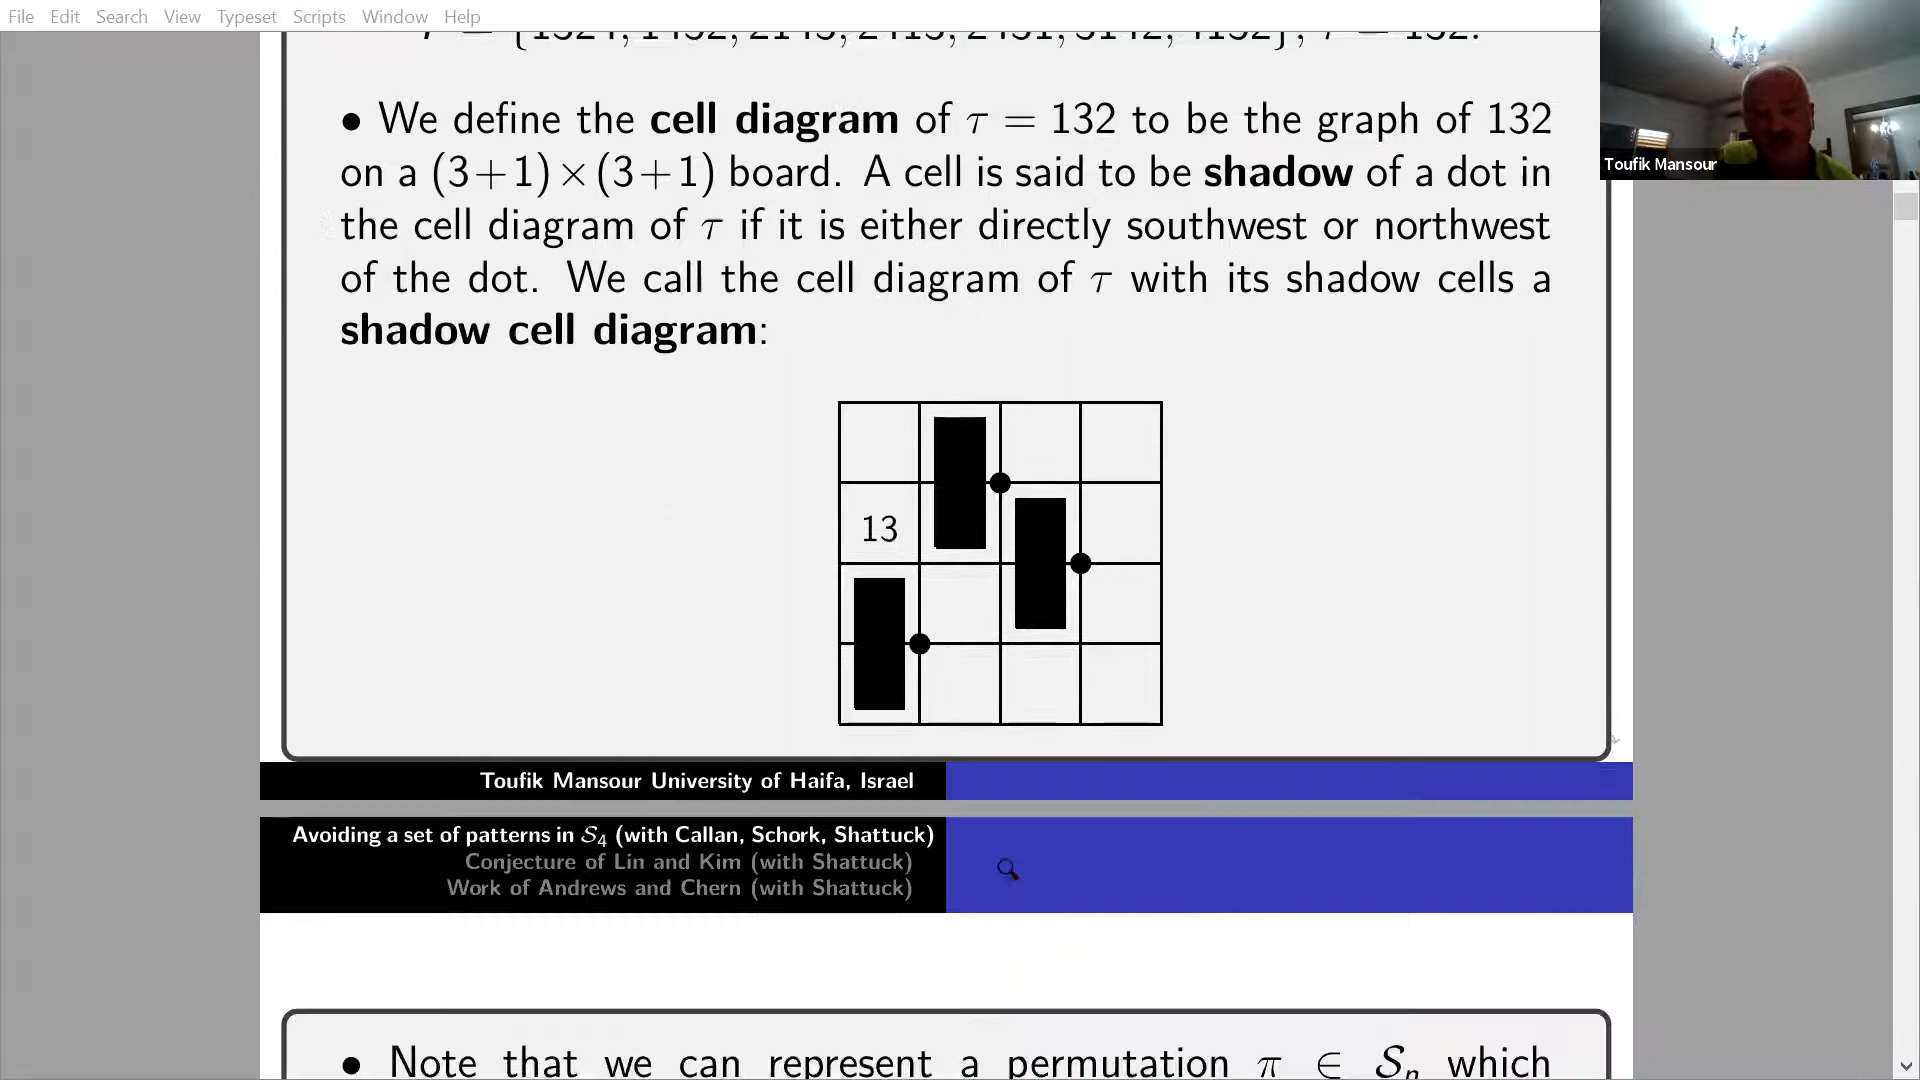 File Edit Search View Typeset Scripts Window Help
• We define the cell diagram of τ = 132 to be the graph of 132
on a (3+1)×(3+1) board. A cell is said to be shadow of a dot in
the cell diagram of τ if it is either directly southwest or northwest
of the dot. We call the cell diagram of τ with its shadow cells a
shadow cell diagram:
13
Toufik Mansour
Toufik Mansour University of Haifa, Israel
Avoiding a set of patterns in 𝒮₄ (with Callan, Schork, Shattuck)
Conjecture of Lin and Kim (with Shattuck)
Work of Andrews and Chern (with Shattuck)
• Note that we can represent a permutation π ∈ 𝒮ₙ which